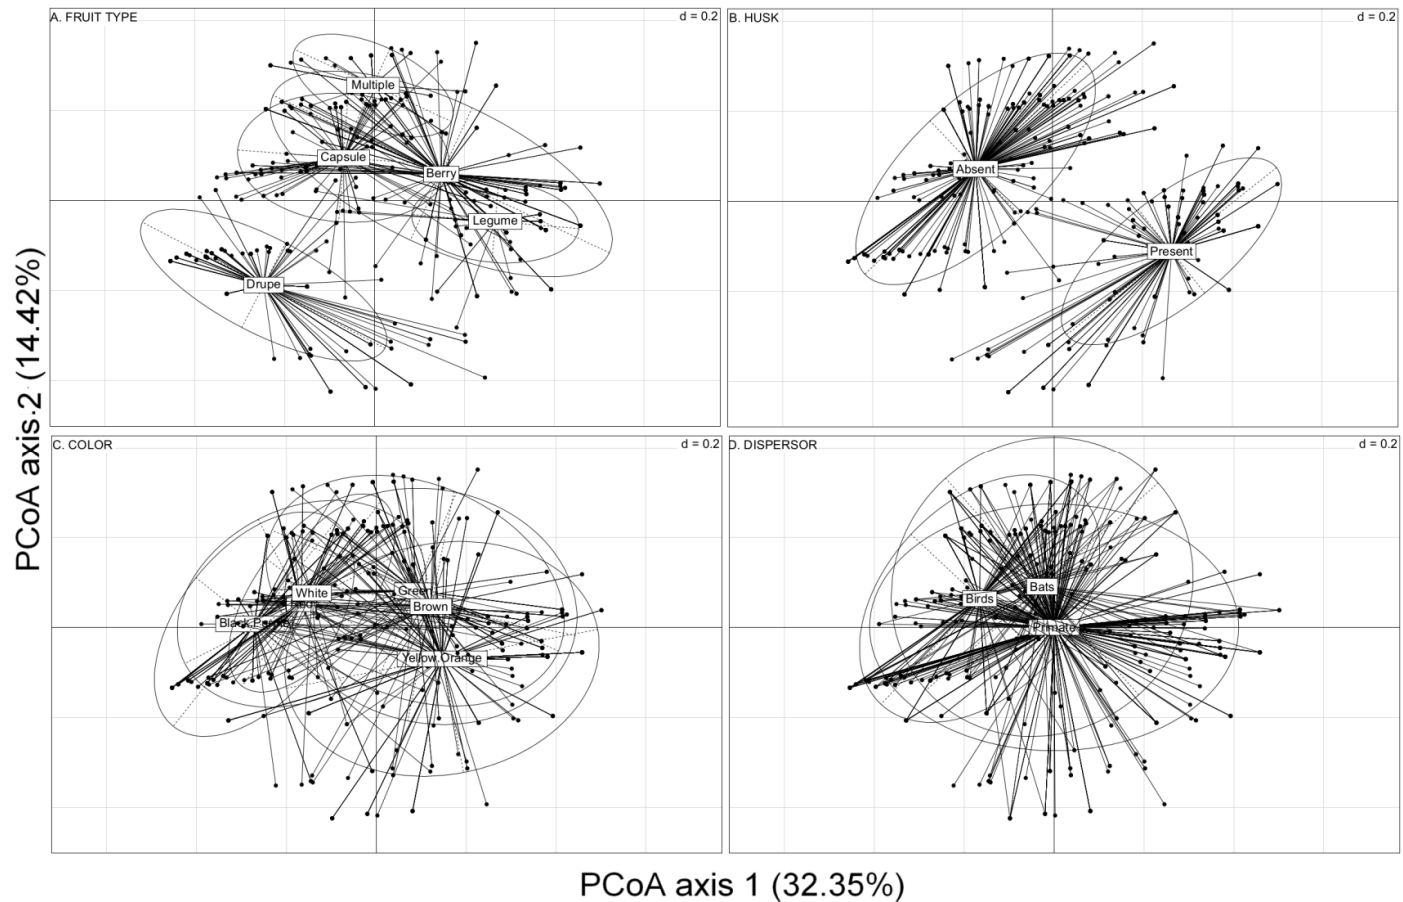 A. FRUIT TYPE
d = 0.2
Multiple
Capsule
Berry
Legume
Drupe
B. HUSK
d = 0.2
Absent
Present
C. COLOR
d = 0.2
White
Green
Brown
Black.Purple
Yellow.Orange
D. DISPERSOR
d = 0.2
Bats
Birds
Primate
PCoA axis 2 (14.42%)
PCoA axis 1 (32.35%)